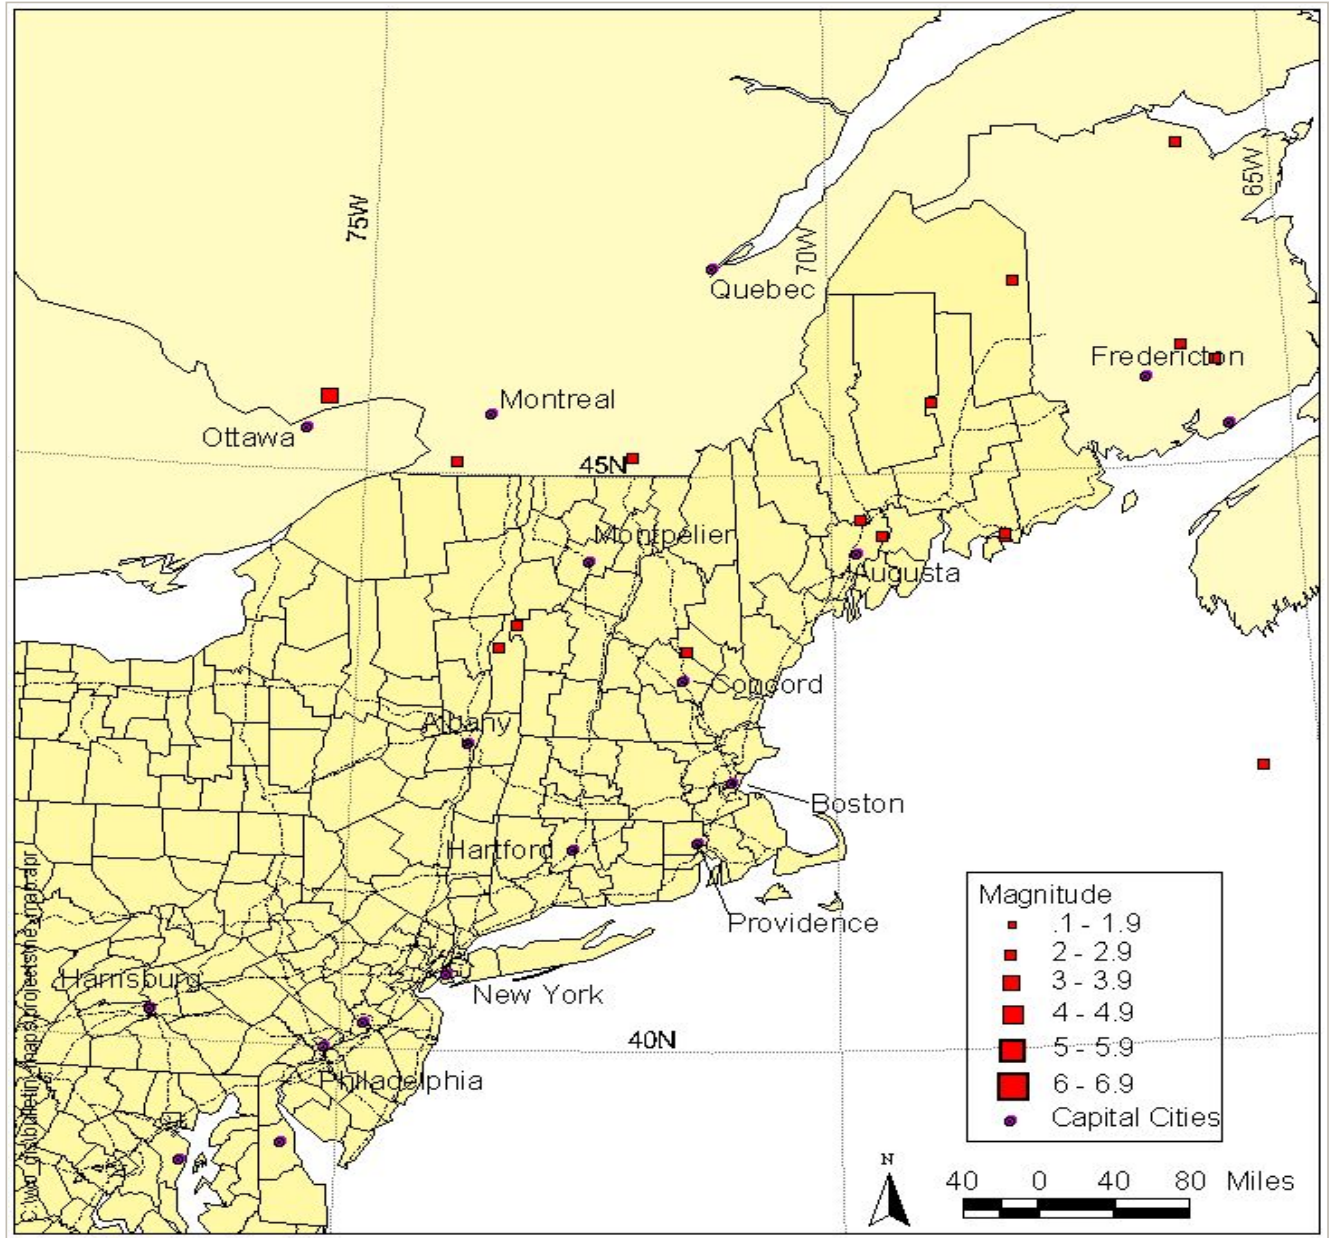 75W
65W
70W
Quebec
Fredericton
Montreal
Ottawa
45N
Montpelier
Augusta
Concord
Albany
Boston
Hartford
Providence
Harrisburg
New York
40N
Philadelphia
Magnitude
.1 - 1.9
2 - 2.9
3 - 3.9
4 - 4.9
5 - 5.9
6 - 6.9
Capital Cities
N
40 0 40 80 Miles